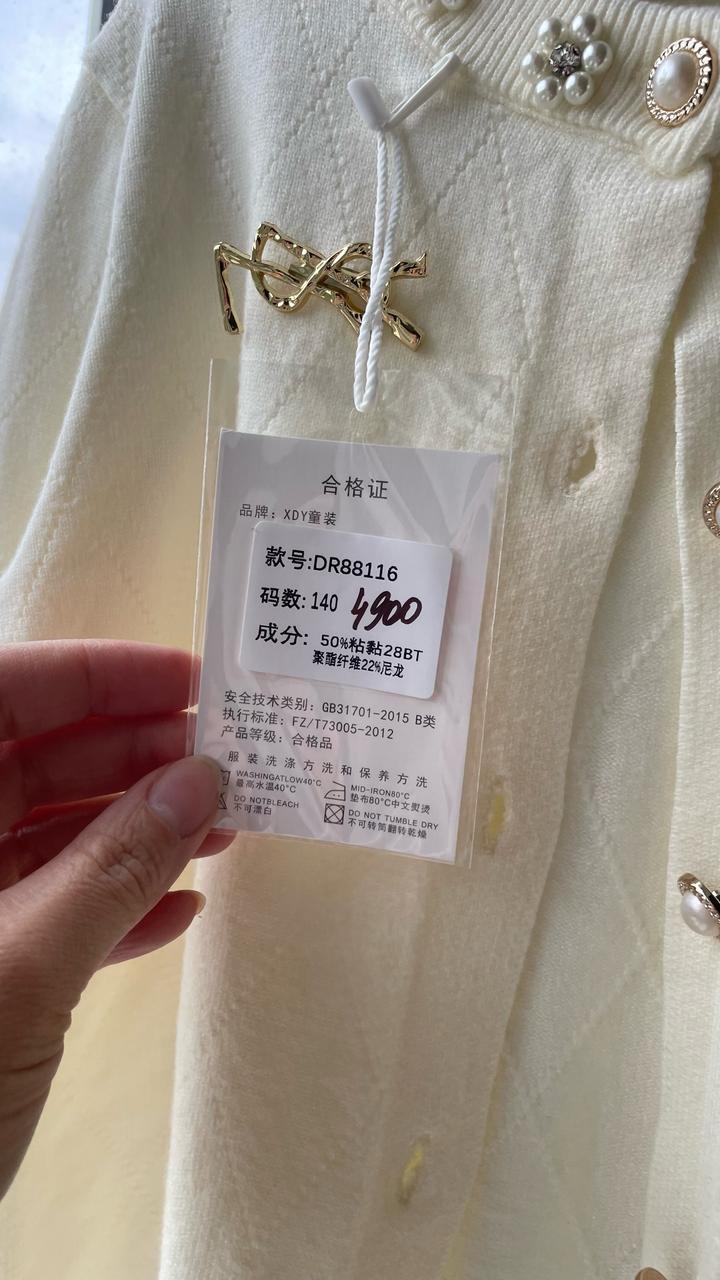 合格证
品牌: XDY童装
款号:DR88116
码数: 140 4900
成分: 50%粘黏28BT
聚酯纤维22%尼龙
安全技术类别: GB31701-2015 B类
执行标准: FZ/T73005-2012
产品等级: 合格品
服装洗涤方洗和保养方洗
WASHINGATLOW40°C
最高水温40°C
MID-IRON80°C
垫布80°C中文熨烫
DO NOTBLEACH
不可漂白
DO NOT TUMBLE DRY
不可转筒翻转乾燥